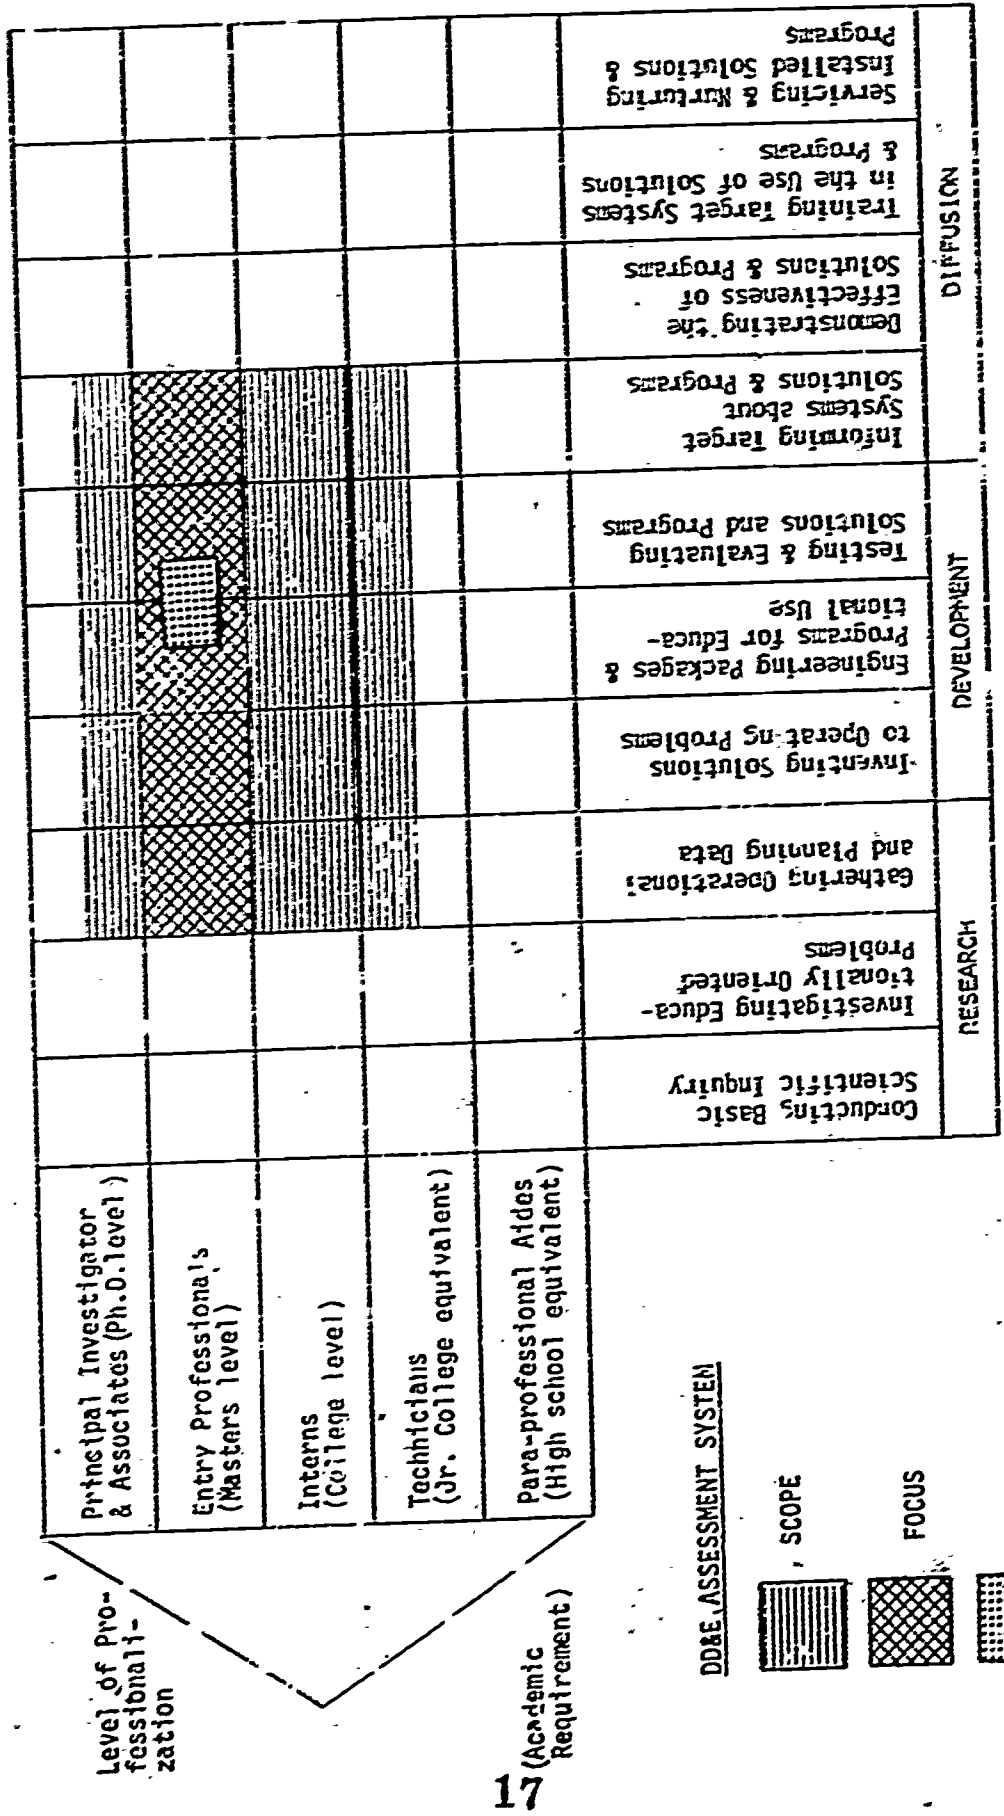 Level of Pro-
fessionali-
zation
(Academic
Requirement)
Principal Investigator
& Associates (Ph.D.level)
Entry Professionals
(Masters level)
Interns
(College level)
Technicians
(Jr. College equivalent)
Para-professional Aides
(High school equivalent)
Conducting Basic
Scientific Inquiry
Investigating Educa-
tionally Oriented
Problems
Gathering Operational
and Planning Data
Inventing Solutions
to Operating Problems
Engineering Packages &
Programs for Educa-
tional Use
Testing & Evaluating
Solutions and Programs
Informing Target
Systems about
Solutions & Programs
Demonstrating the
Effectiveness of
Solutions & Programs
Training Target Systems
in the Use of Solutions
& Programs
Servicing & Nurturing
Installed Solutions &
Programs
RESEARCH
DEVELOPMENT
DIFFUSION
DD&E ASSESSMENT SYSTEM
SCOPE
FOCUS
17